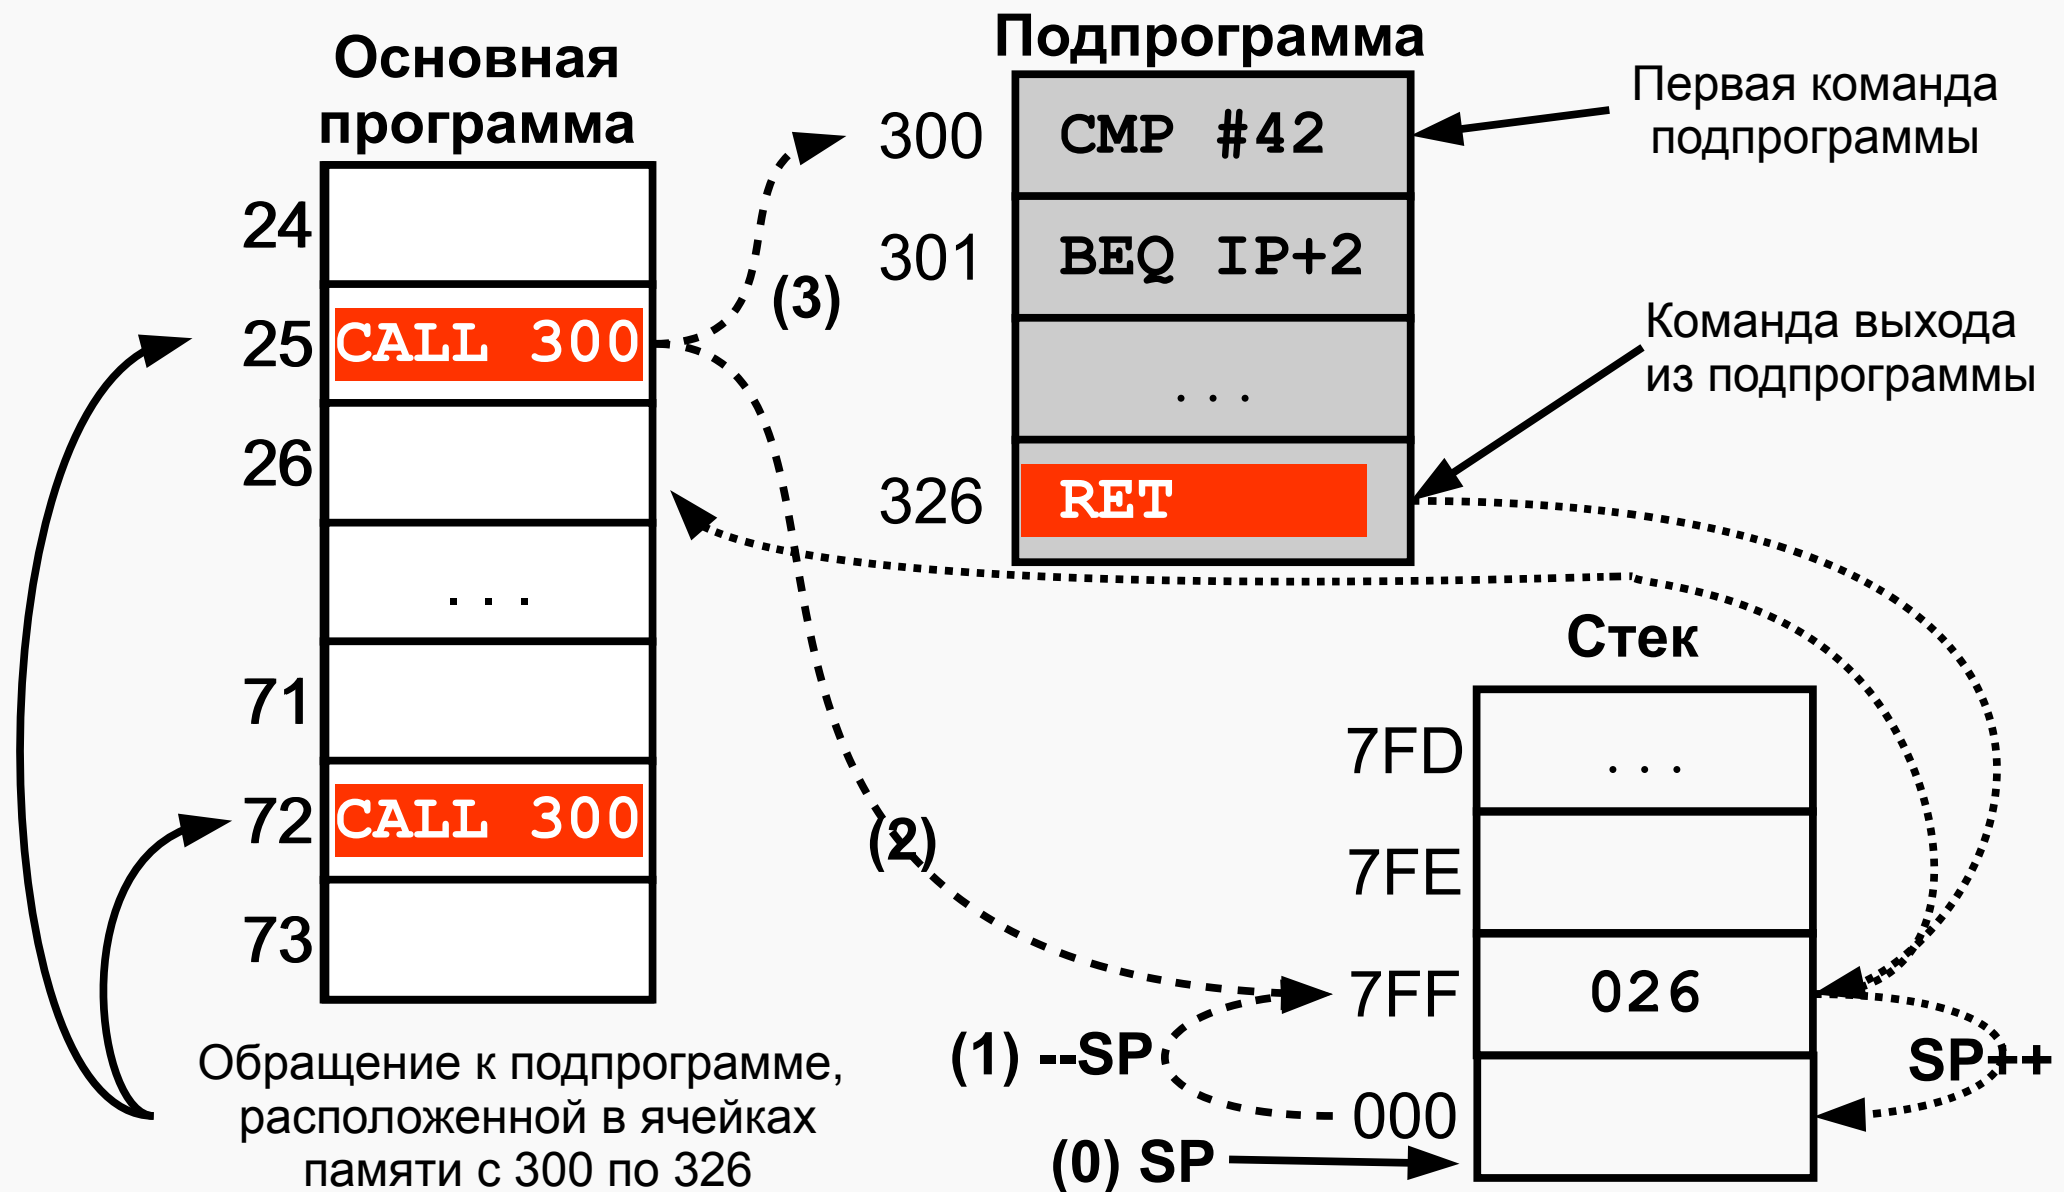 Основная
программа
24
25 CALL 300
26
. . .
71
72 CALL 300
73
Обращение к подпрограмме,
расположенной в ячейках
памяти с 300 по 326
(3)
(2)
Подпрограмма
300 CMP #42
301 BEQ IP+2
. . .
326 RET
Первая команда
подпрограммы
Команда выхода
из подпрограммы
Стек
7FD . . .
7FE
7FF 026
000
(1) --SP
(0) SP
SP++